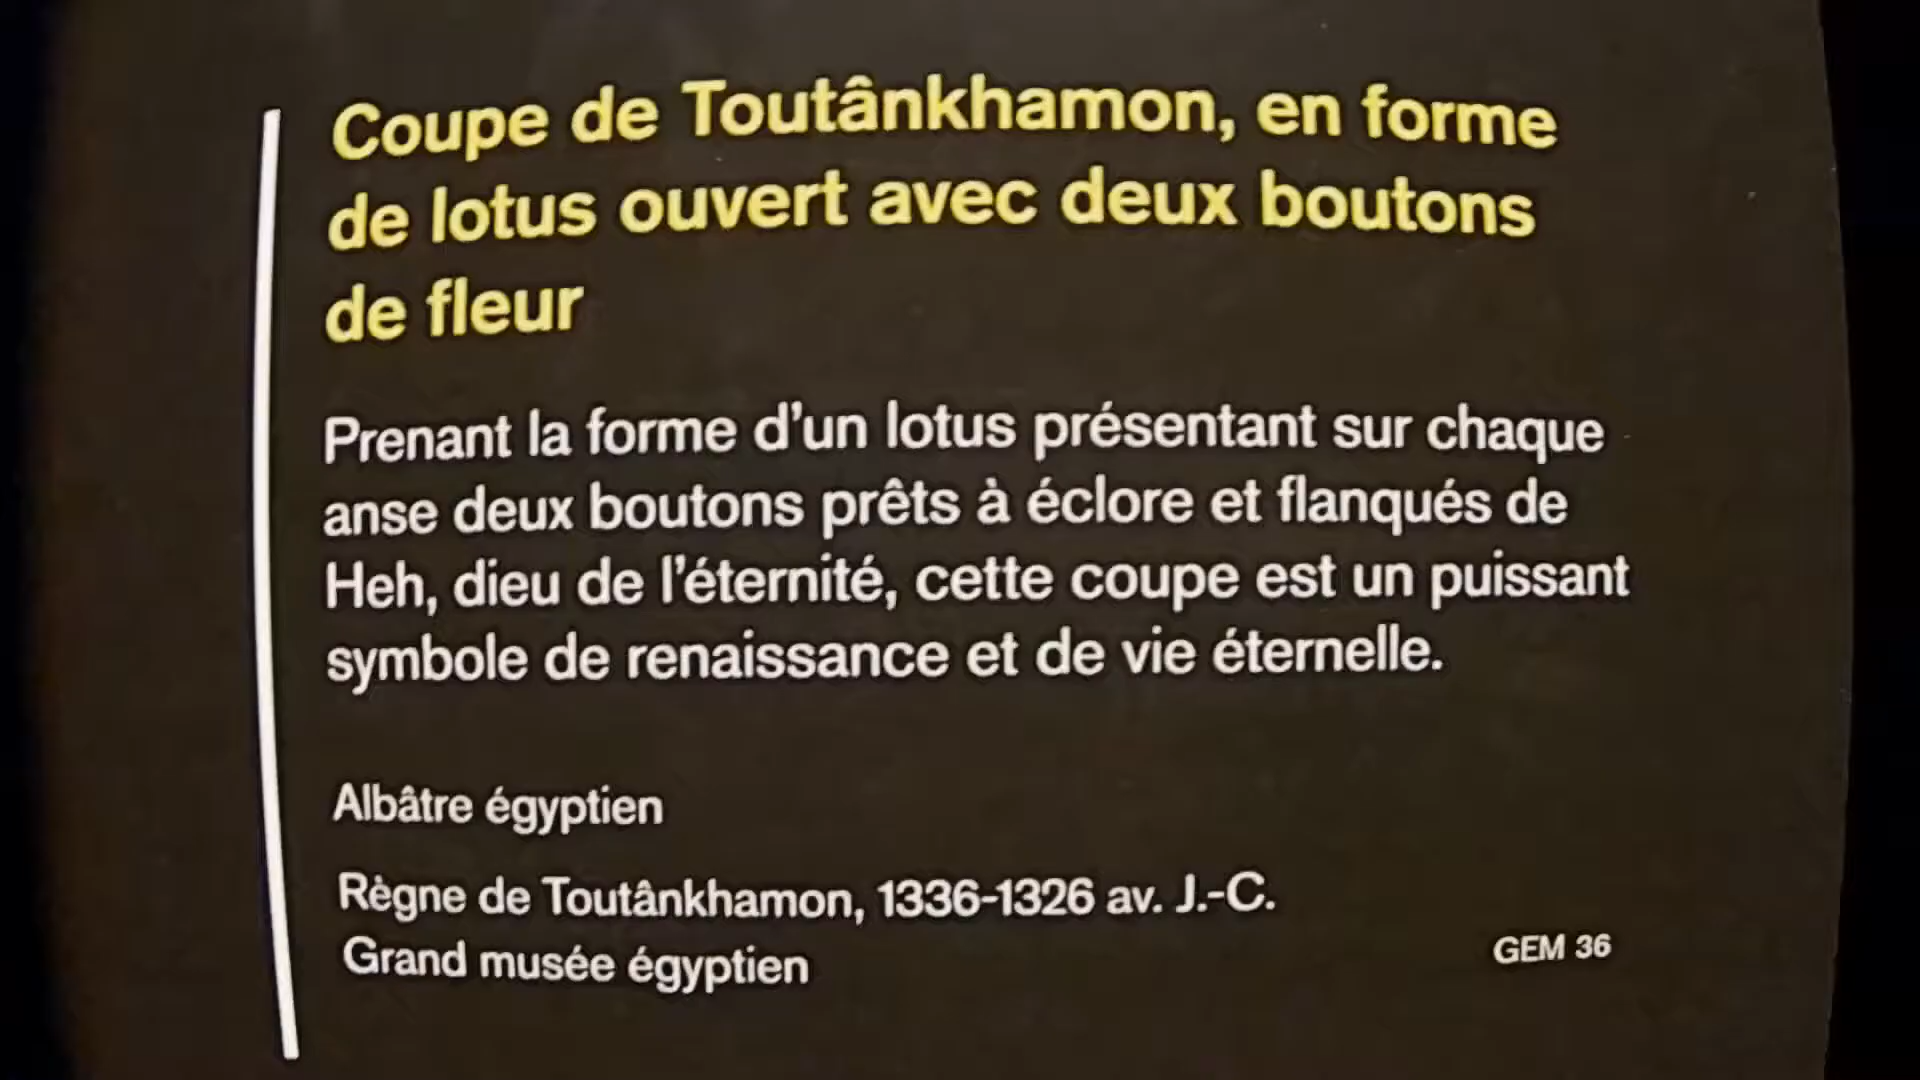 Coupe de Toutânkhamon, en forme
de lotus ouvert avec deux boutons
de fleur
Prenant la forme d'un lotus présentant sur chaque
anse deux boutons prêts à éclore et flanqués de
Heh, dieu de l'éternité, cette coupe est un puissant
symbole de renaissance et de vie éternelle.
Albâtre égyptien
Règne de Toutânkhamon, 1336-1326 av. J.-C.
Grand musée égyptien
GEM 36